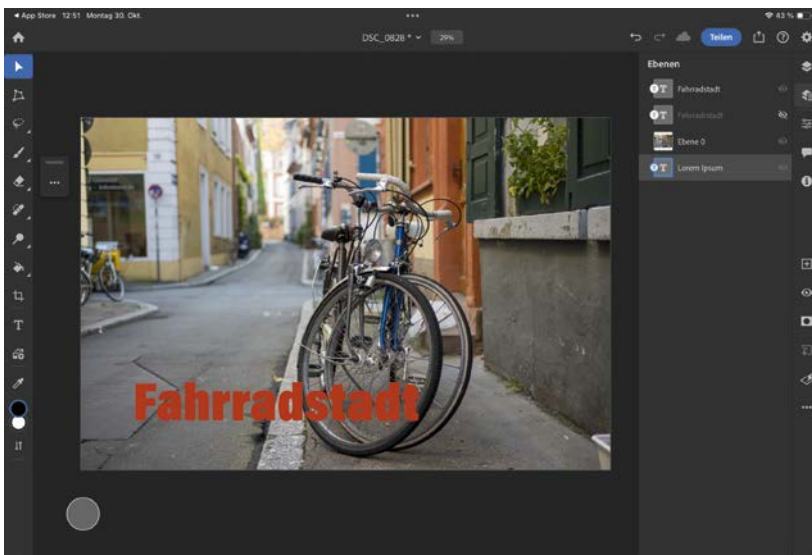 App Store 12:51 Montag 30. Okt.
43 %
DSC_0828 * 29%
Teilen
Ebenen
T Fahrradstadt
T Fahrradstadt
Ebene 0
T Lorem Ipsum
T
Fahrradstadt